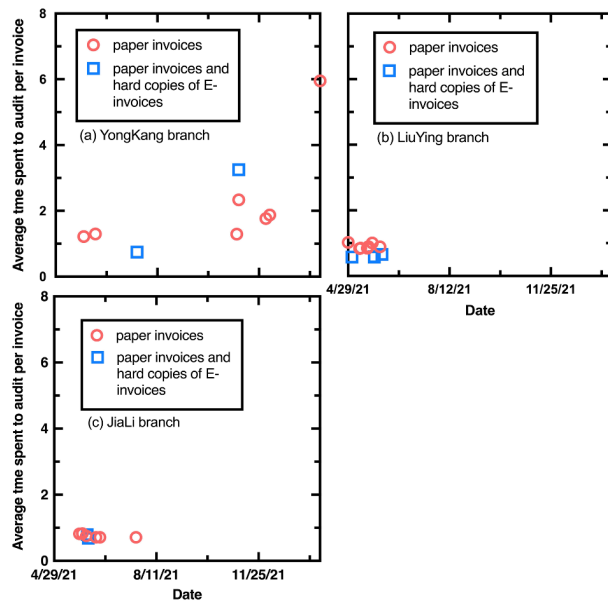 Average tme spent to audit per invoice
8
6
4
2
0
paper invoices
paper invoices and
hard copies of E-
invoices
(a) YongKang branch
paper invoices
paper invoices and
hard copies of E-
invoices
(b) LiuYing branch
4/29/21
8/12/21
11/25/21
Date
Average tme spent to audit per invoice
8
6
4
2
0
paper invoices
paper invoices and
hard copies of E-
invoices
(c) JiaLi branch
4/29/21
8/11/21
11/25/21
Date